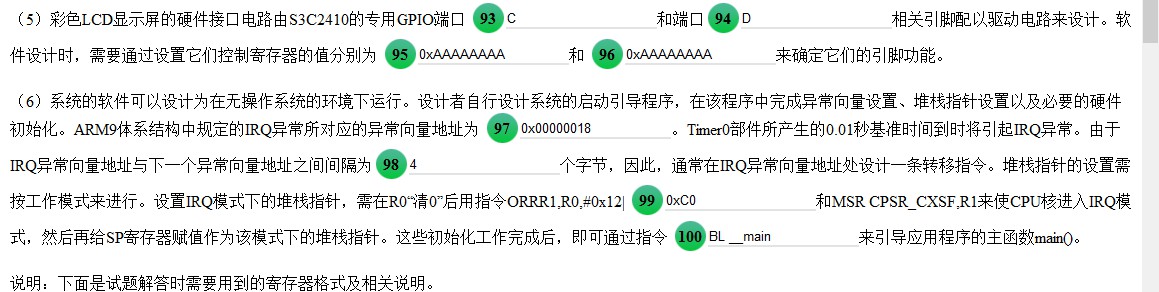 （5）彩色LCD显示屏的硬件接口电路由S3C2410的专用GPIO端口 93 C 和端口 94 D 相关引脚配以驱动电路来设计。软
件设计时，需要通过设置它们控制寄存器的值分别为 95 0xAAAAAAAA 和 96 0xAAAAAAAA 来确定它们的引脚功能。
（6）系统的软件可以设计为在无操作系统的环境下运行。设计者自行设计系统的启动引导程序，在该程序中完成异常向量设置、堆栈指针设置以及必要的硬件
初始化。ARM9体系结构中规定的IRQ异常所对应的异常向量地址为 97 0x00000018 。Timer0部件所产生的0.01秒基准时间到时将引起IRQ异常。由于
IRQ异常向量地址与下一个异常向量地址之间间隔为 98 4 个字节，因此，通常在IRQ异常向量地址处设计一条转移指令。堆栈指针的设置需
按工作模式来进行。设置IRQ模式下的堆栈指针，需在R0“清0”后用指令ORRR1,R0,#0x12| 99 0xC0 和MSR CPSR_CXSF,R1来使CPU核进入IRQ模
式，然后再给SP寄存器赋值作为该模式下的堆栈指针。这些初始化工作完成后，即可通过指令 100 BL __main 来引导应用程序的主函数main()。
说明：下面是试题解答时需要用到的寄存器格式及相关说明。